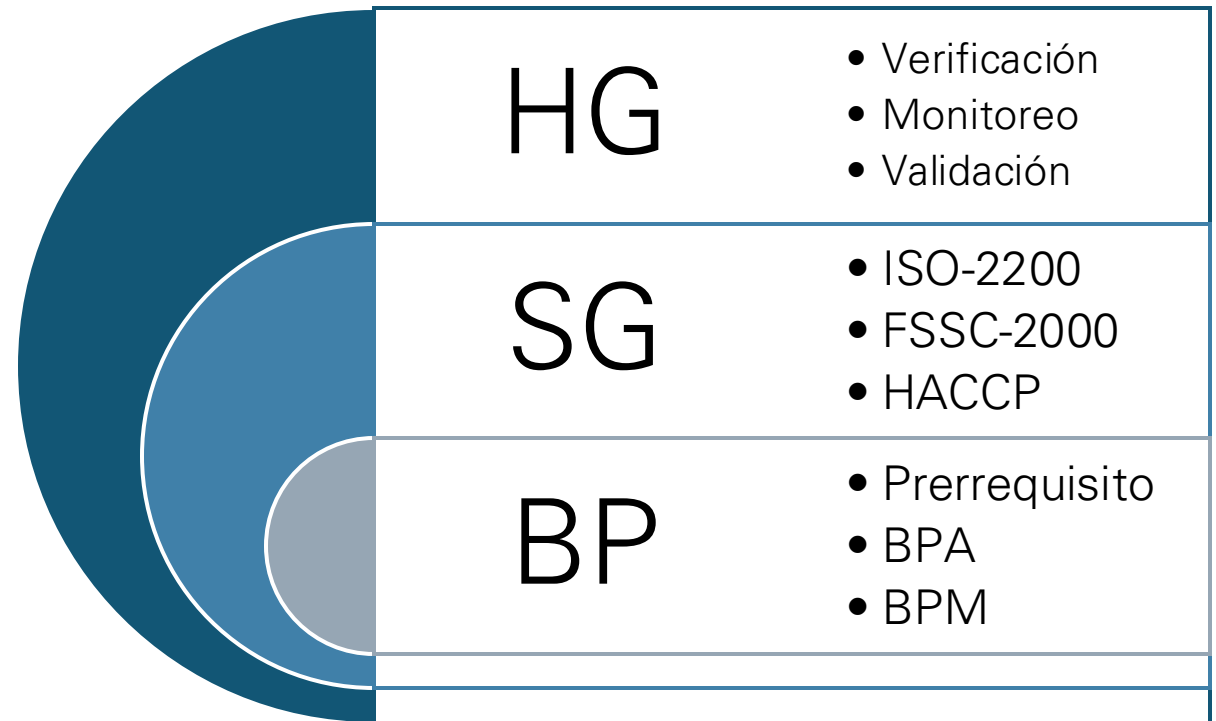 HG
• Verificación
• Monitoreo
• Validación
SG
• ISO-2200
• FSSC-2000
• HACCP
BP
• Prerrequisito
• BPA
• BPM